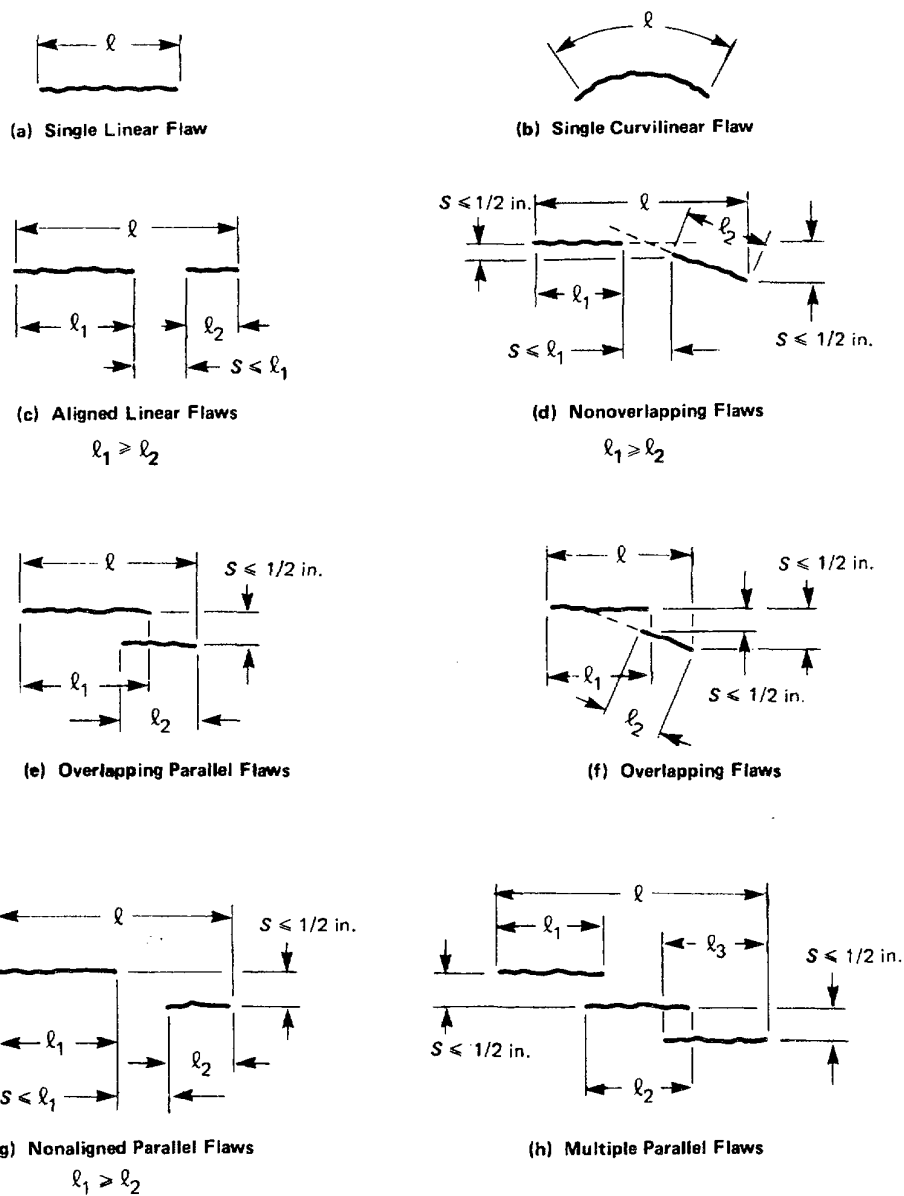 ℓ
(a) Single Linear Flaw
ℓ
(b) Single Curvilinear Flaw
ℓ
ℓ₁
ℓ₂
S ⩽ ℓ₁
(c) Aligned Linear Flaws
ℓ₁ ⩾ ℓ₂
S ⩽ 1/2 in.
ℓ
ℓ₂
ℓ₁
S ⩽ ℓ₁
S ⩽ 1/2 in.
(d) Nonoverlapping Flaws
ℓ₁ ⩾ ℓ₂
ℓ
S ⩽ 1/2 in.
ℓ₁
ℓ₂
(e) Overlapping Parallel Flaws
ℓ
S ⩽ 1/2 in.
ℓ₁
S ⩽ 1/2 in.
ℓ₂
(f) Overlapping Flaws
ℓ
S ⩽ 1/2 in.
ℓ₁
ℓ₂
S ⩽ ℓ₁
g) Nonaligned Parallel Flaws
ℓ₁ ⩾ ℓ₂
ℓ
ℓ₁
ℓ₃
S ⩽ 1/2 in.
S ⩽ 1/2 in.
ℓ₂
(h) Multiple Parallel Flaws